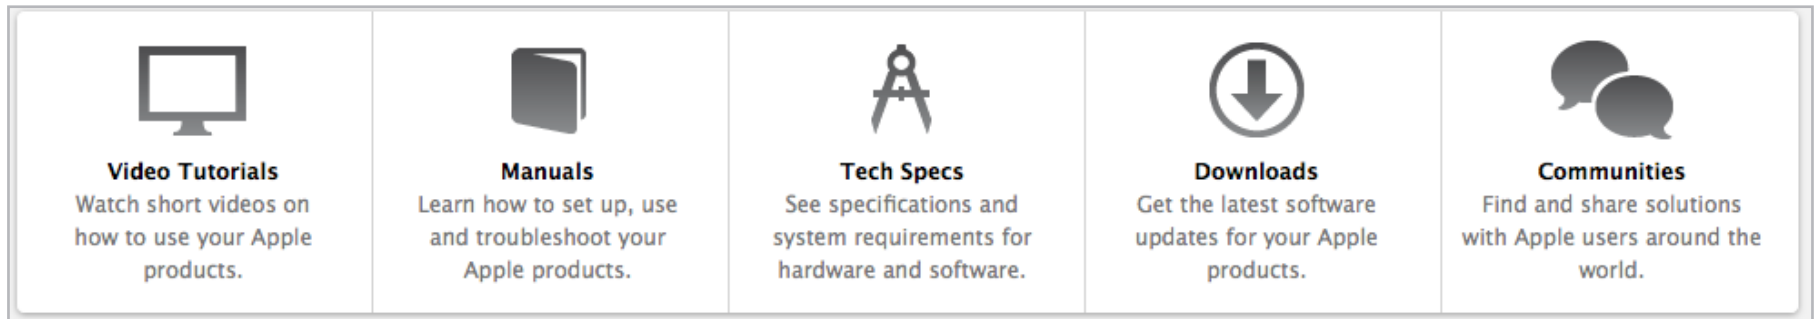 Video Tutorials
Watch short videos on
how to use your Apple
products.
Manuals
Learn how to set up, use
and troubleshoot your
Apple products.
Tech Specs
See specifications and
system requirements for
hardware and software.
Downloads
Get the latest software
updates for your Apple
products.
Communities
Find and share solutions
with Apple users around the
world.